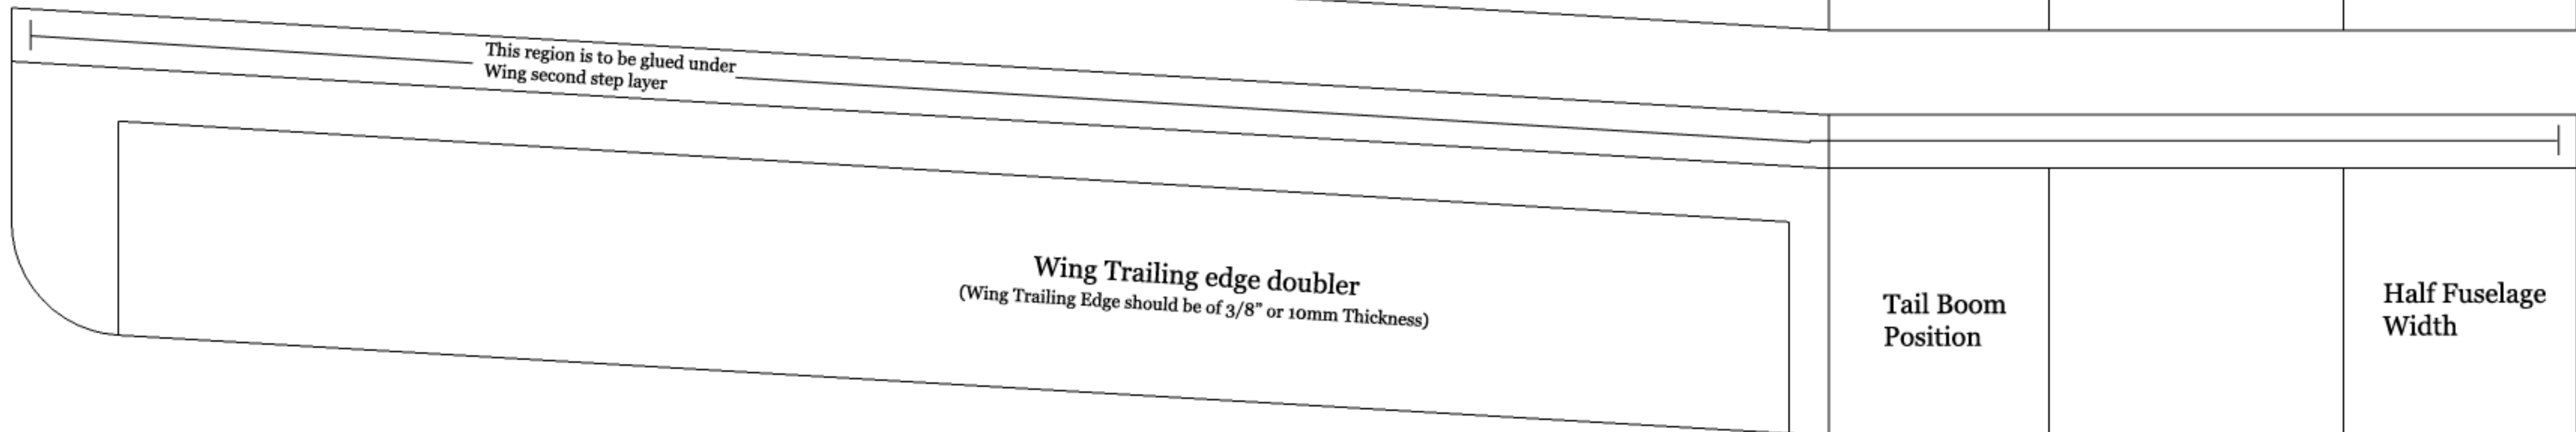 This region is to be glued under
Wing second step layer
Wing Trailing edge doubler
(Wing Trailing Edge should be of 3/8” or 10mm Thickness)
Tail Boom
Position
Half Fuselage
Width